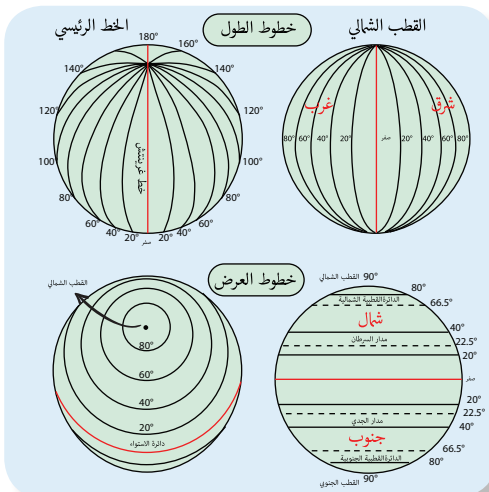 خطوط الطول
القطب الشمالي
الخط الرئيسي
180°
160°
140°
140°
120°
120°
100°
100°
80°
80°
60°
60°
40°
40°
20°
20°
صفر
خط غرينتش
غرب
شرق
80°
60°
40°
20°
صفر
20°
40°
60°
80°
خطوط العرض
القطب الشمالي
80°
60°
40°
20°
دائرة الاستواء
القطب الشمالي
90°
80°
الدائرة القطبية الشمالية
66.5°
شمال
40°
مدار السرطان
22.5°
20°
صفر
20°
22.5°
مدار الجدي
40°
جنوب
66.5°
الدائرة القطبية الجنوبية
80°
القطب الجنوبي
90°